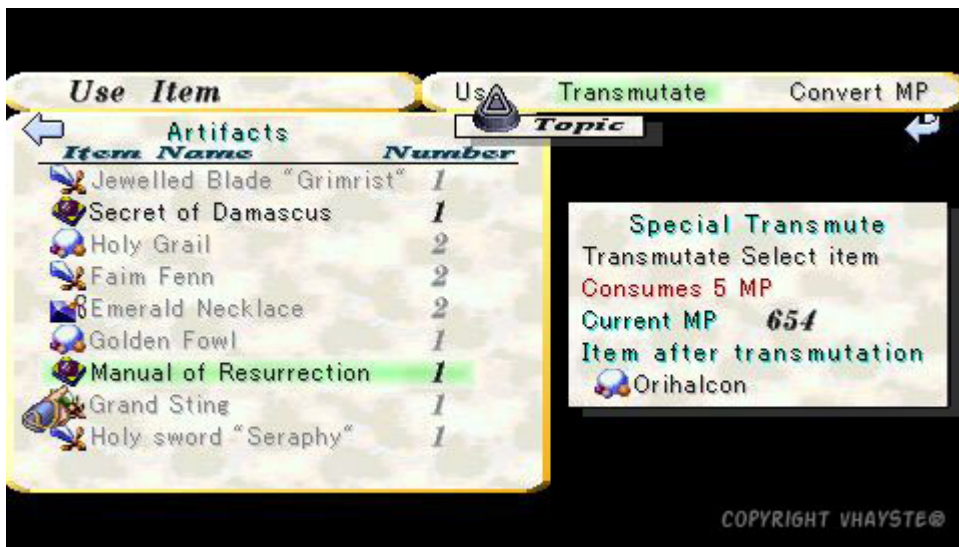 Use Item
Us Transmutate Convert MP
Topic
Artifacts
Item Name Number
Jewelled Blade "Grimrist" 1
Secret of Damascus 1
Holy Grail 2
Faim Fenn 2
Emerald Necklace 2
Golden Fowl 1
Manual of Resurrection 1
Grand Sting 1
Holy sword "Seraphy" 1
Special Transmute
Transmutate Select item
Consumes 5 MP
Current MP 654
Item after transmutation
Orihalcon
COPYRIGHT VHAYSTE®